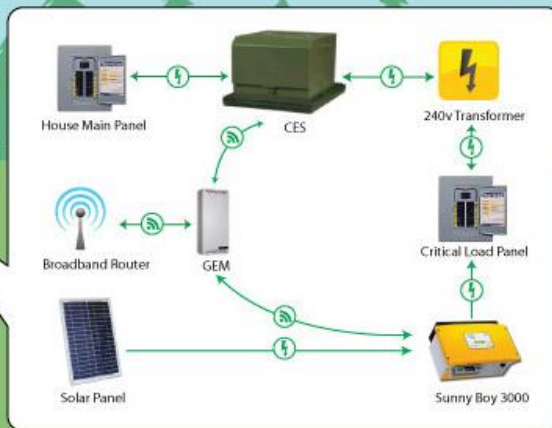 House Main Panel
CES
240v Transformer
Broadband Router
GEM
Critical Load Panel
Solar Panel
Sunny Boy 3000